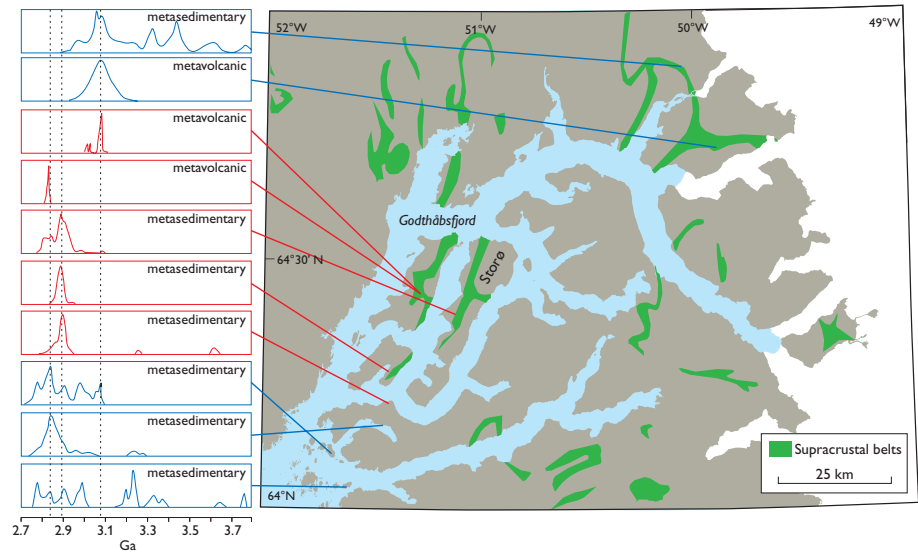 metasedimentary
metavolcanic
metavolcanic
metavolcanic
metasedimentary
metasedimentary
metasedimentary
metasedimentary
metasedimentary
metasedimentary
2.7 2.9 3.1 3.3 3.5 3.7
Ga
52°W 51°W 50°W 49°W
Godthåbsfjord
Storø
64°30' N
64°N
Supracrustal belts
25 km